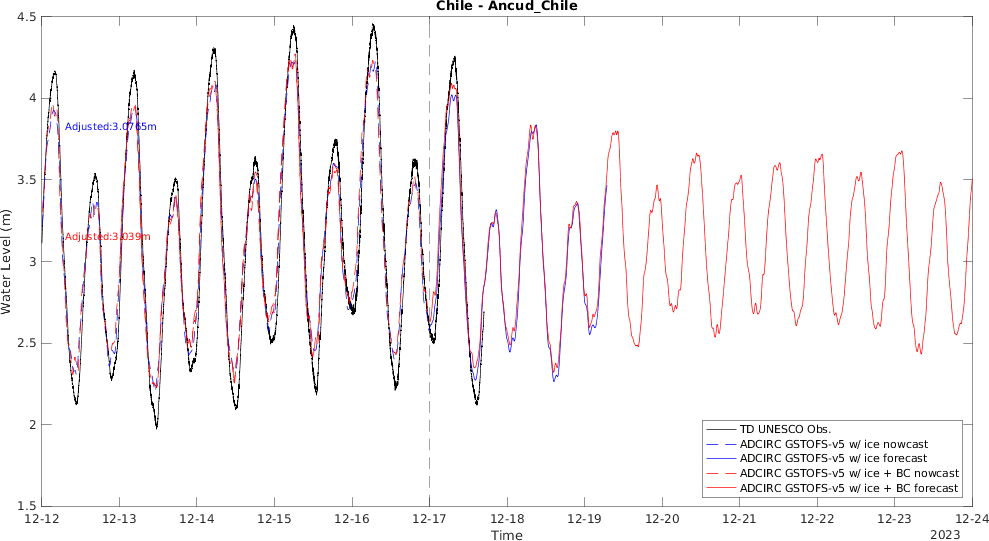 Chile - Ancud_Chile
4.5
4
3.5
3
2.5
2
1.5
Water Level (m)
Adjusted:3.0765m
Adjusted:3.039m
TD UNESCO Obs.
ADCIRC GSTOFS-v5 w/ ice nowcast
ADCIRC GSTOFS-v5 w/ ice forecast
ADCIRC GSTOFS-v5 w/ ice + BC nowcast
ADCIRC GSTOFS-v5 w/ ice + BC forecast
12-12 12-13 12-14 12-15 12-16 12-17 12-18 12-19 12-20 12-21 12-22 12-23 12-24
Time
2023